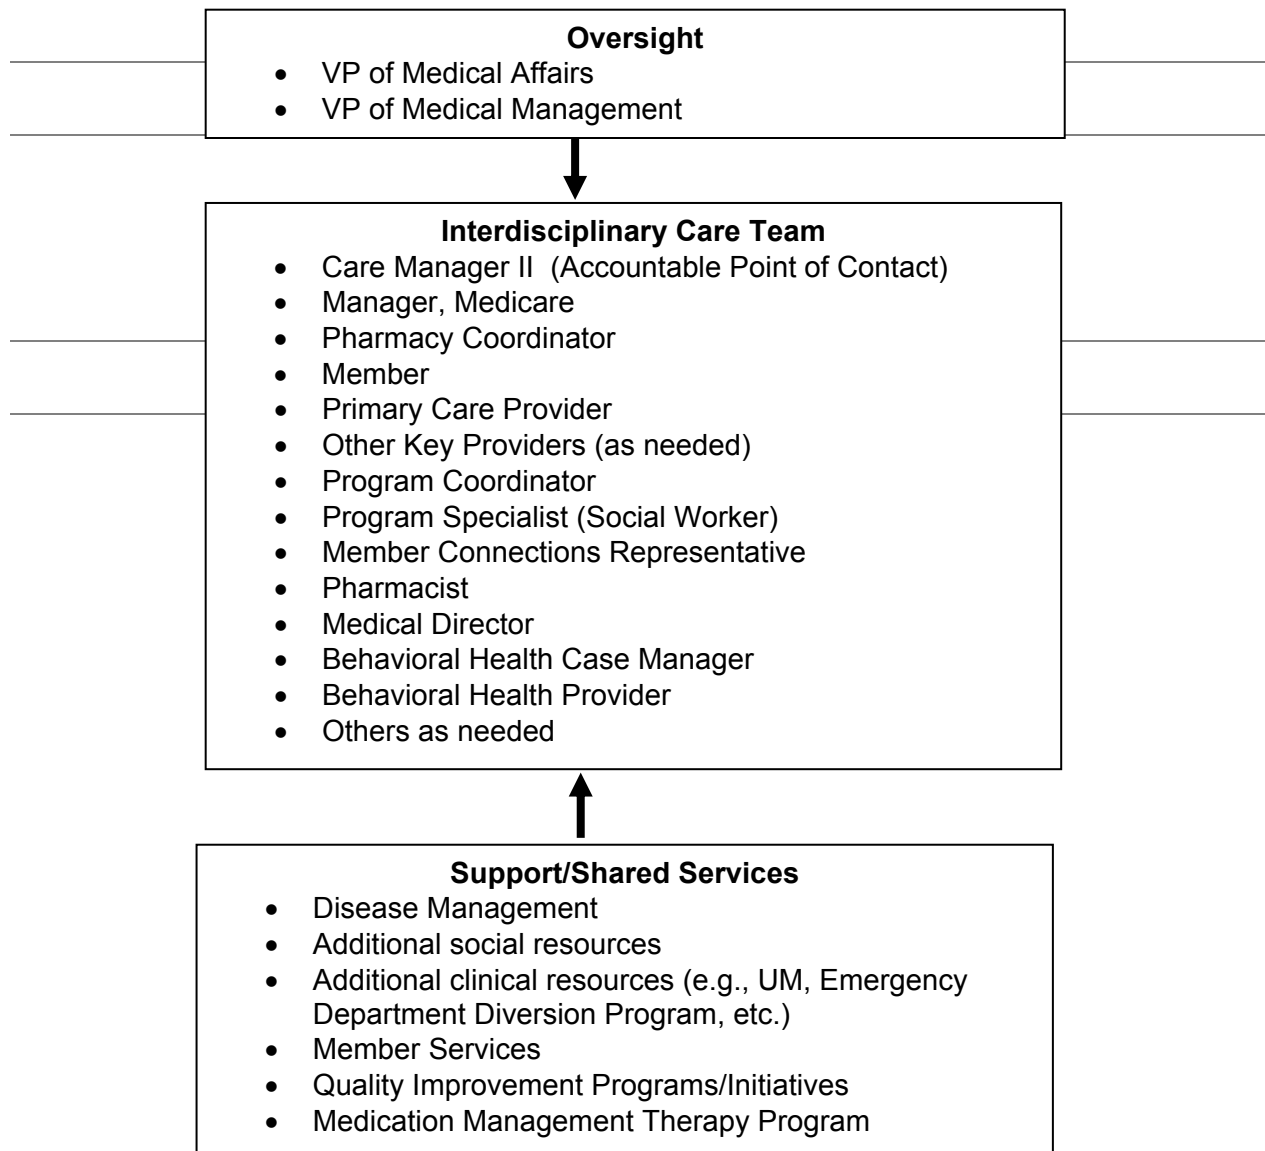 Oversight
• VP of Medical Affairs
• VP of Medical Management
Interdisciplinary Care Team
• Care Manager II  (Accountable Point of Contact)
• Manager, Medicare
• Pharmacy Coordinator
• Member
• Primary Care Provider
• Other Key Providers (as needed)
• Program Coordinator
• Program Specialist (Social Worker)
• Member Connections Representative
• Pharmacist
• Medical Director
• Behavioral Health Case Manager
• Behavioral Health Provider
• Others as needed
Support/Shared Services
• Disease Management
• Additional social resources
• Additional clinical resources (e.g., UM, Emergency
Department Diversion Program, etc.)
• Member Services
• Quality Improvement Programs/Initiatives
• Medication Management Therapy Program